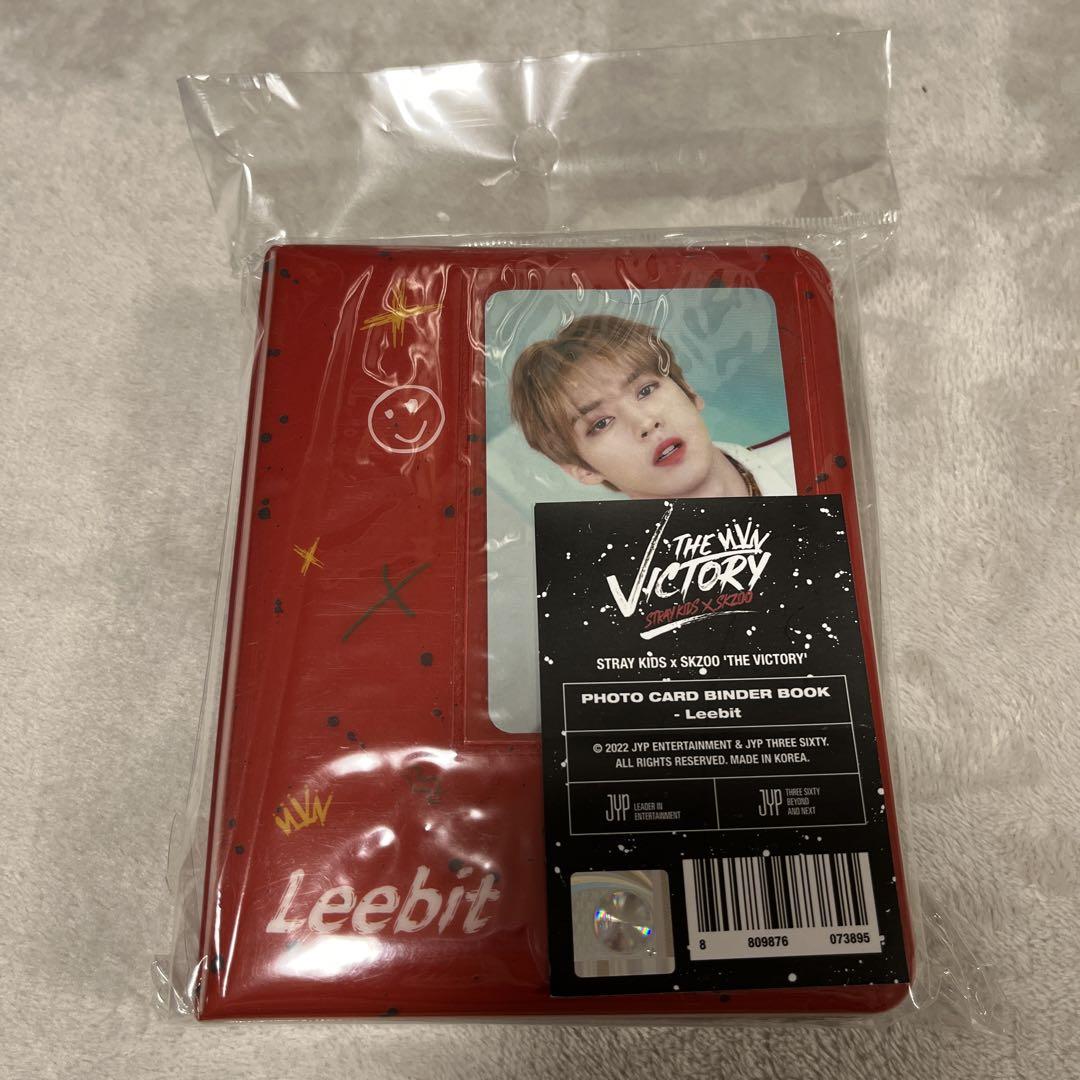 THE
VICTORY
STRAY KIDS X SKZOO
STRAY KIDS x SKZOO 'THE VICTORY'
PHOTO CARD BINDER BOOK
- Leebit
© 2022 JYP ENTERTAINMENT & JYP THREE SIXTY.
ALL RIGHTS RESERVED. MADE IN KOREA.
JYP LEADER IN
ENTERTAINMENT
JYP THREE SIXTY
BEYOND
AND NEXT
Leebit
8 809876 073895